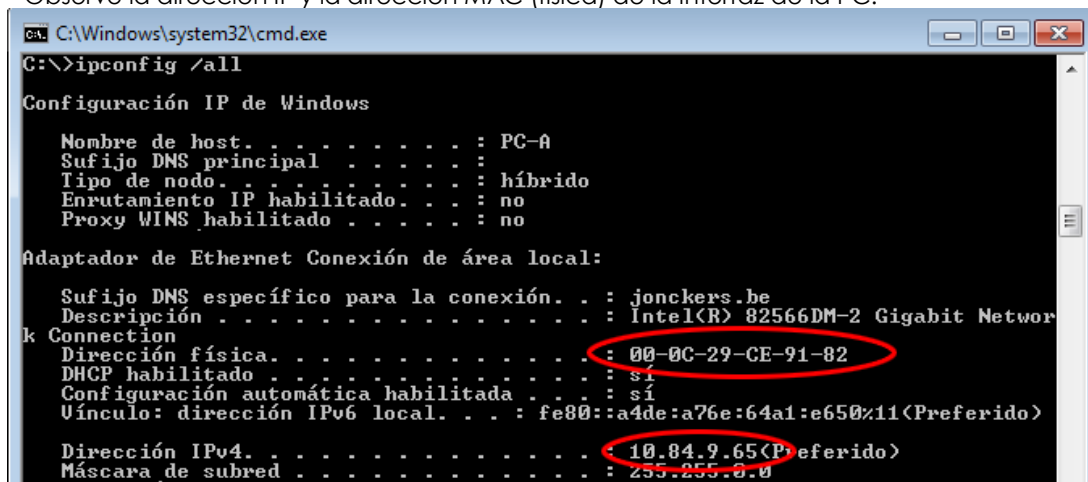 Observe la dirección IP y la dirección MAC (física) de la interfaz de la PC.
C:\Windows\system32\cmd.exe
C:\>ipconfig /all
Configuración IP de Windows
Nombre de host. . . . . . . . . : PC-A
Sufijo DNS principal . . . . . :
Tipo de nodo. . . . . . . . . . : híbrido
Enrutamiento IP habilitado. . . : no
Proxy WINS habilitado . . . . . : no
Adaptador de Ethernet Conexión de área local:
Sufijo DNS específico para la conexión. . : jonckers.be
Descripción . . . . . . . . . . . . . . . : Intel(R) 82566DM-2 Gigabit Networ
k Connection
Dirección física. . . . . . . . . . . . . : 00-0C-29-CE-91-82
DHCP habilitado . . . . . . . . . . . . . : sí
Configuración automática habilitada . . . : sí
Vínculo: dirección IPv6 local. . . : fe80::a4de:a76e:64a1:e650%11(Preferido)
Dirección IPv4. . . . . . . . . . . . . . : 10.84.9.65(Preferido)
Máscara de subred . . . . . . . . . . . . : 255.255.0.0